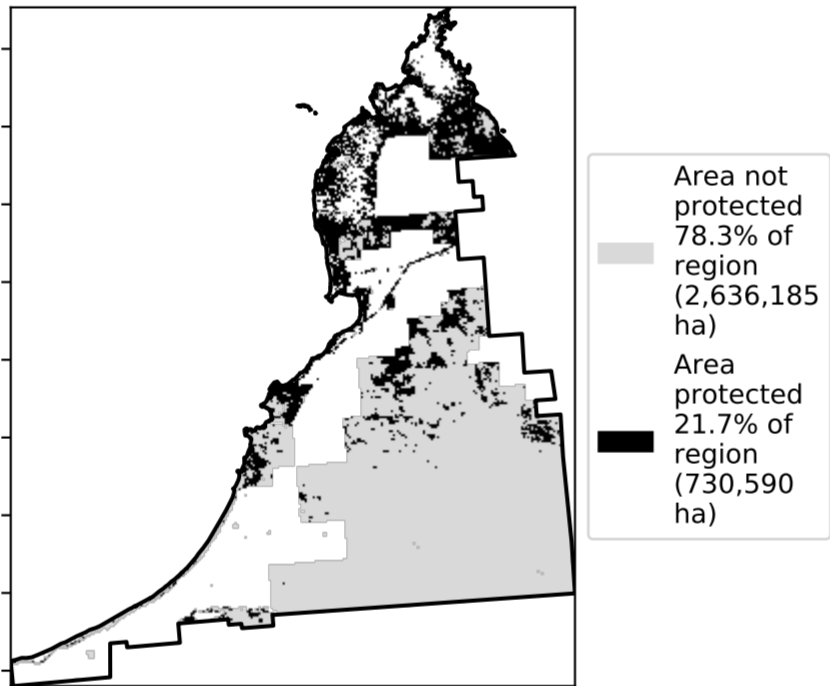 Area not
protected
78.3% of
region
(2,636,185
ha)
Area
protected
21.7% of
region
(730,590
ha)